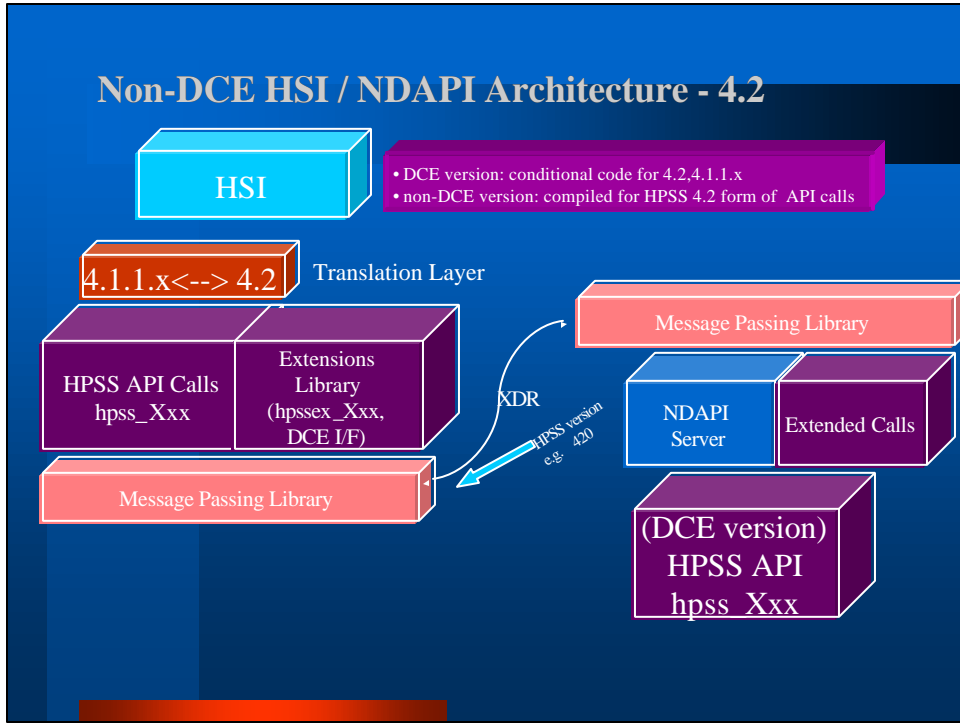 Non-DCE HSI / NDAPI Architecture - 4.2
HSI
• DCE version: conditional code for 4.2,4.1.1.x
• non-DCE version: compiled for HPSS 4.2 form of API calls
4.1.1.x<--> 4.2
Translation Layer
HPSS API Calls
hpss_Xxx
Extensions
Library
(hpssex_Xxx,
DCE I/F)
Message Passing Library
XDR
HPSS version
e.g. 420
Message Passing Library
NDAPI
Server
Extended Calls
(DCE version)
HPSS API
hpss_Xxx